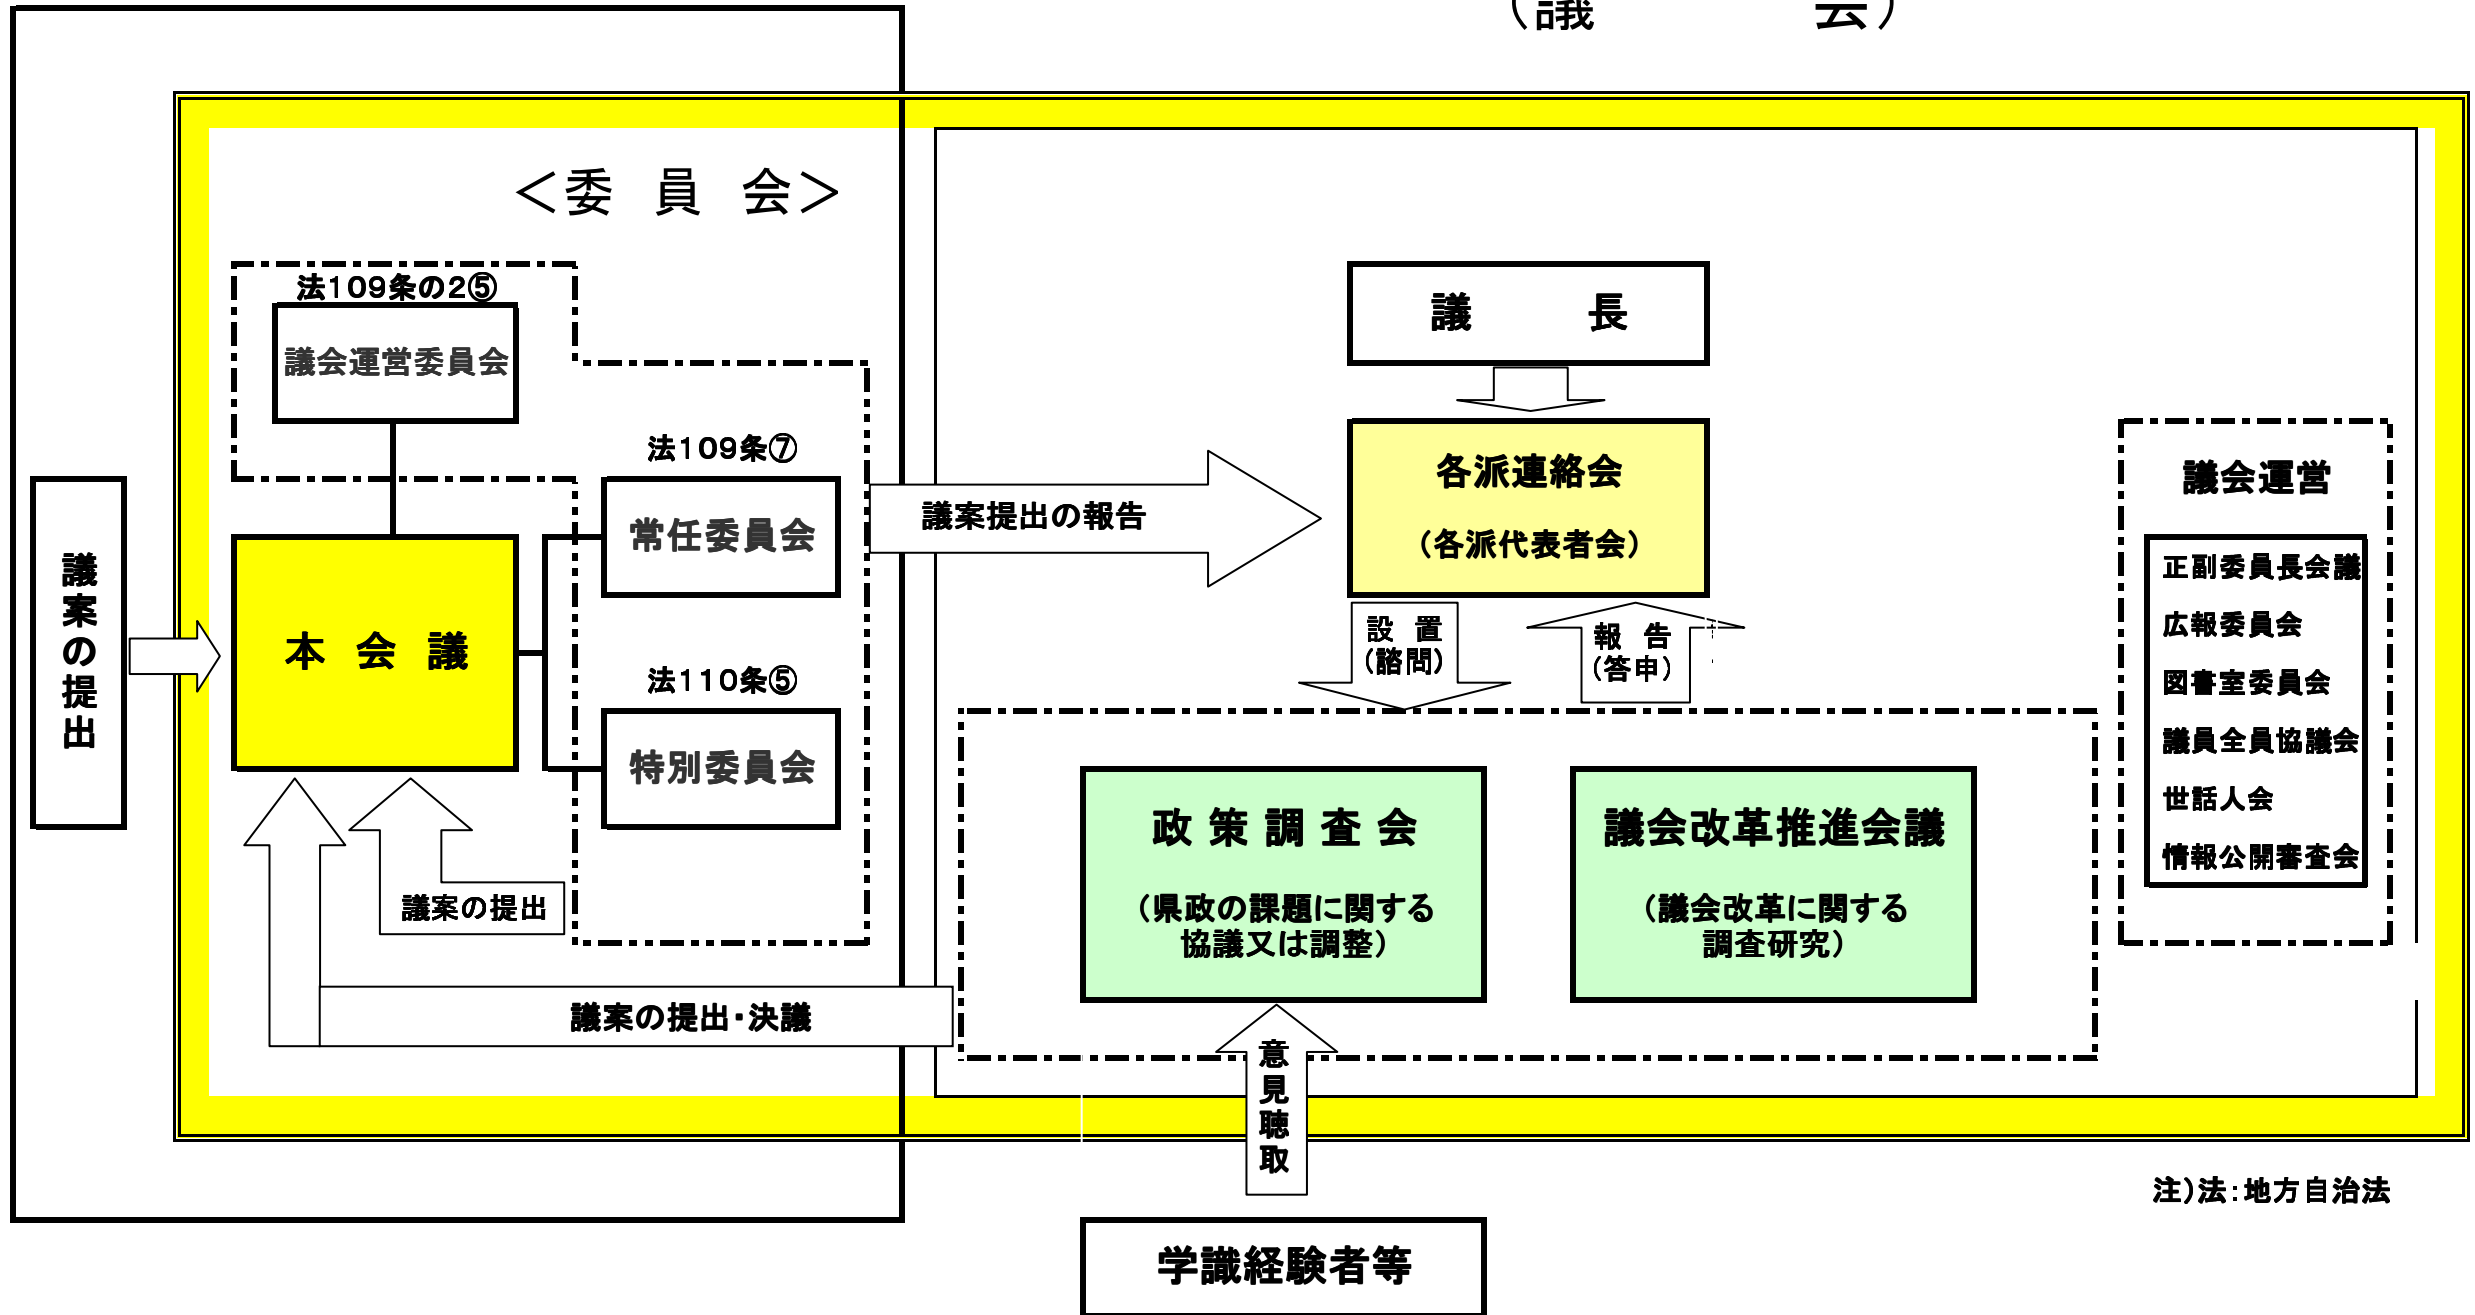 （議　　会）
＜委　員　会＞
法109条の2⑤
議会運営委員会
法109条⑦
常任委員会
法110条⑤
特別委員会
議案の提出
本　会　議
議案の提出
議案の提出・決議
議案提出の報告
議　　長
各派連絡会
（各派代表者会）
設　置
（諮問）
報　告
（答申）
政 策 調 査 会
（県政の課題に関する
協議又は調整）
議会改革推進会議
（議会改革に関する
調査研究）
議会運営
正副委員長会議
広報委員会
図書室委員会
議員全員協議会
世話人会
情報公開審査会
意見聴取
学識経験者等
注）法：地方自治法